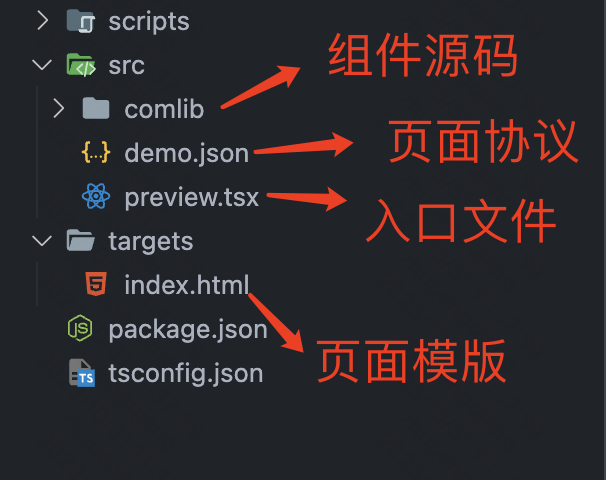 scripts
src
组件源码
comlib
demo.json
页面协议
preview.tsx
入口文件
targets
index.html
package.json
页面模版
tsconfig.json